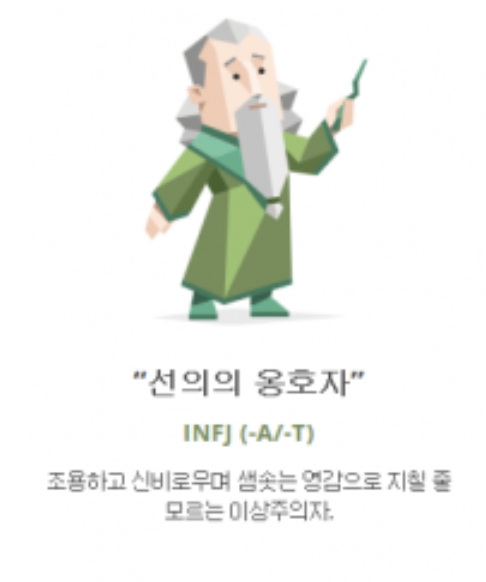 “선의의 옹호자”
INFJ (-A/-T)
조용하고 신비로우며 샘솟는 영감으로 지칠 줄
모르는 이상주의자.